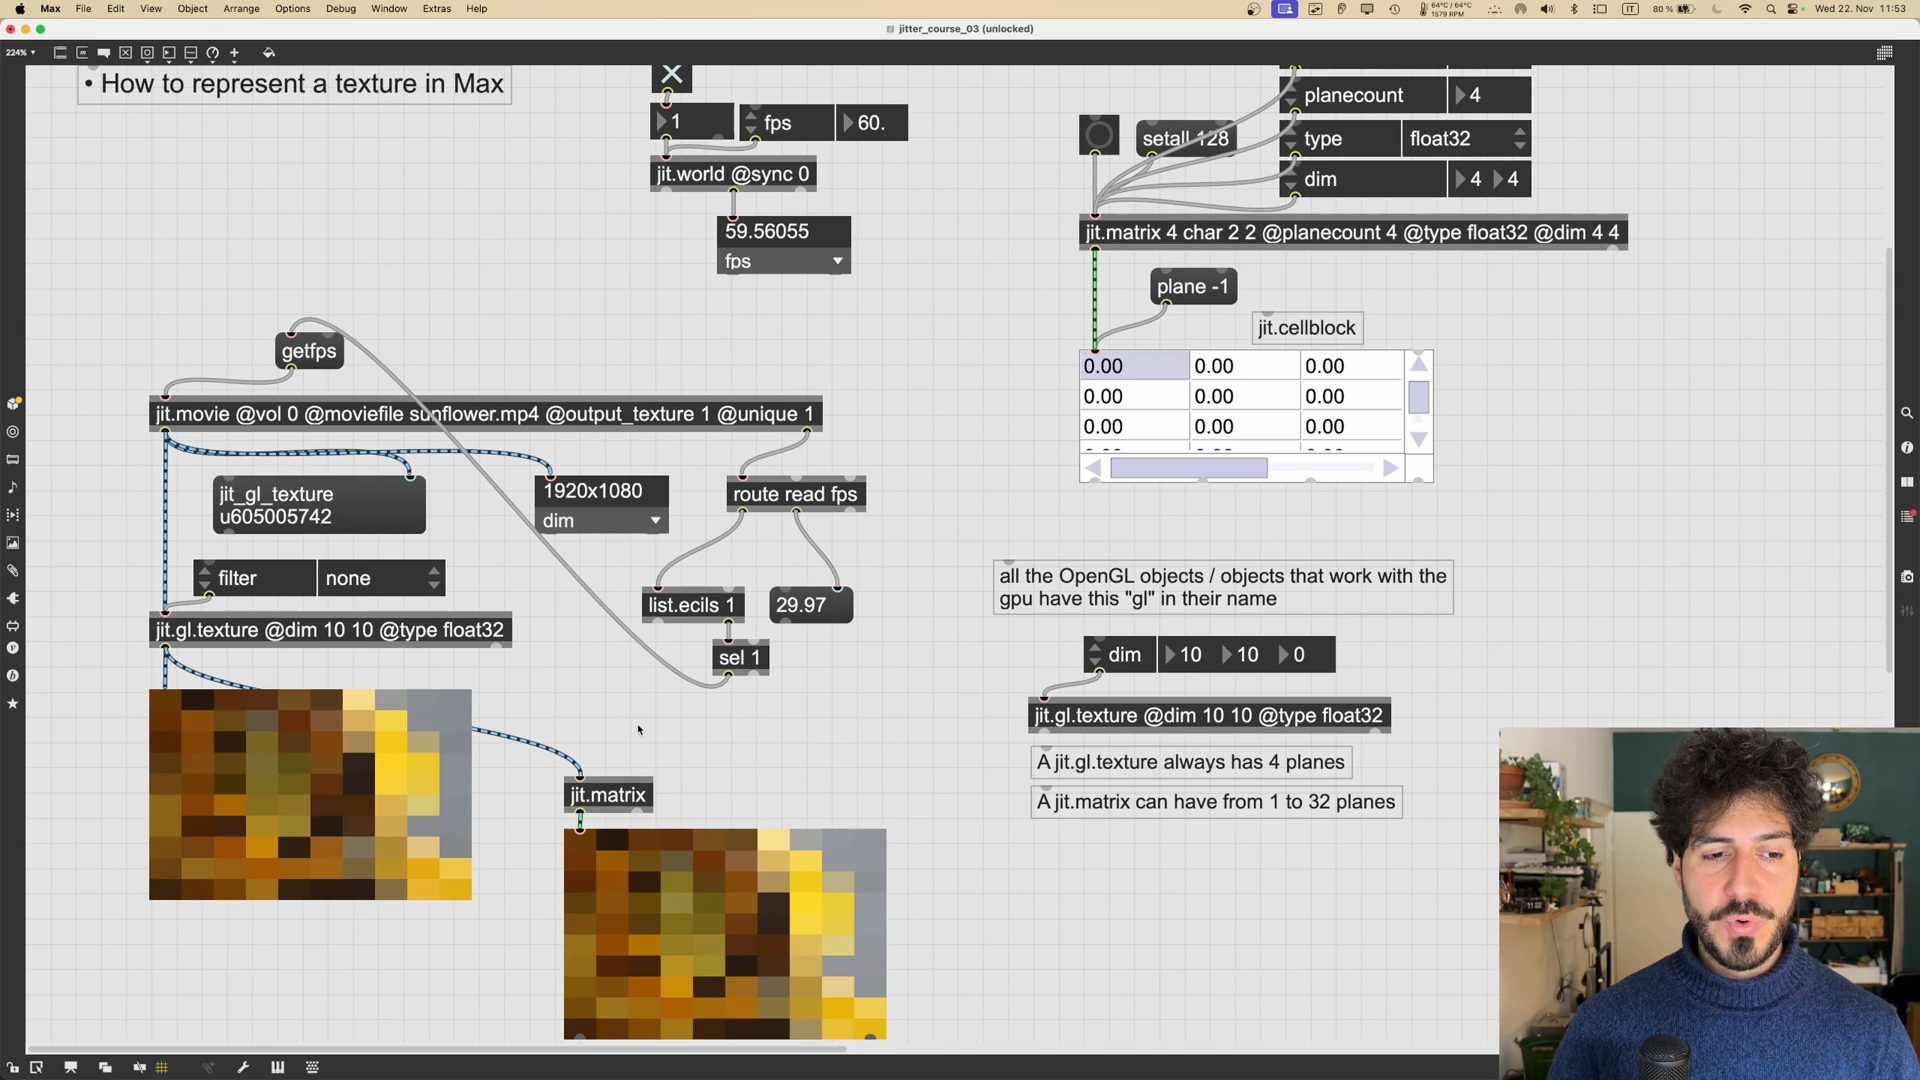 Max File Edit View Object Arrange Options Debug Window Extras Help
64°C / 64°C
1579 RPM
IT
80 %
Wed 22. Nov 11:53
jitter_course_03 (unlocked)
224%
• How to represent a texture in Max
1
fps
60.
jit.world @sync 0
59.56055
fps
planecount
4
setall 128
type
float32
dim
4
4
jit.matrix 4 char 2 2 @planecount 4 @type float32 @dim 4 4
plane -1
jit.cellblock
0.00 0.00 0.00
0.00 0.00 0.00
0.00 0.00 0.00
getfps
jit.movie @vol 0 @moviefile sunflower.mp4 @output_texture 1 @unique 1
jit_gl_texture
u605005742
1920x1080
dim
route read fps
filter
none
list.ecils 1
29.97
jit.gl.texture @dim 10 10 @type float32
sel 1
jit.matrix
all the OpenGL objects / objects that work with the
gpu have this "gl" in their name
dim
10
10
0
jit.gl.texture @dim 10 10 @type float32
A jit.gl.texture always has 4 planes
A jit.matrix can have from 1 to 32 planes